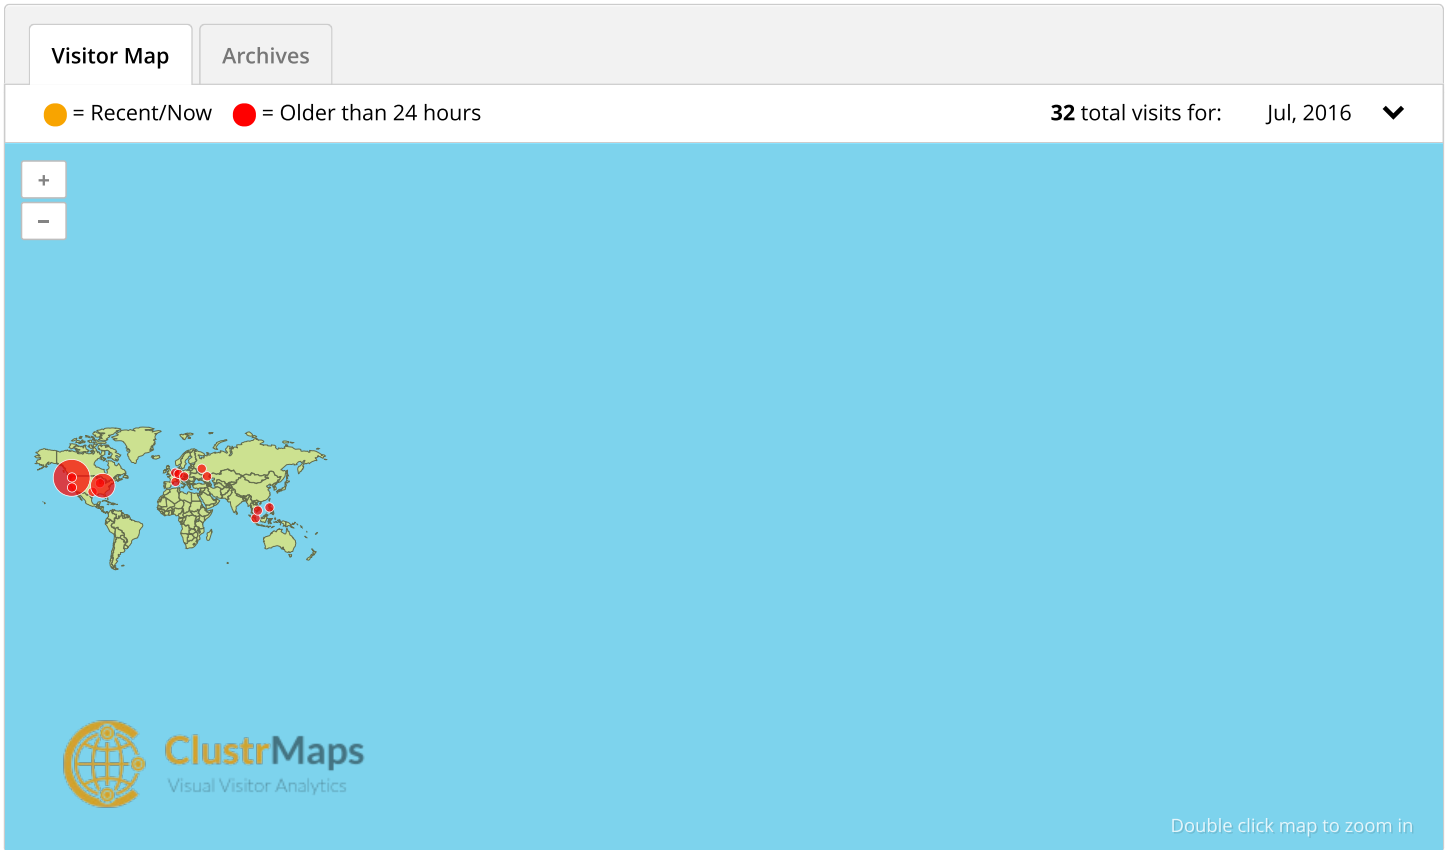 Visitor Map
Archives
= Recent/Now = Older than 24 hours
32 total visits for: Jul, 2016
+
−
ClustrMaps
Visual Visitor Analytics
Double click map to zoom in